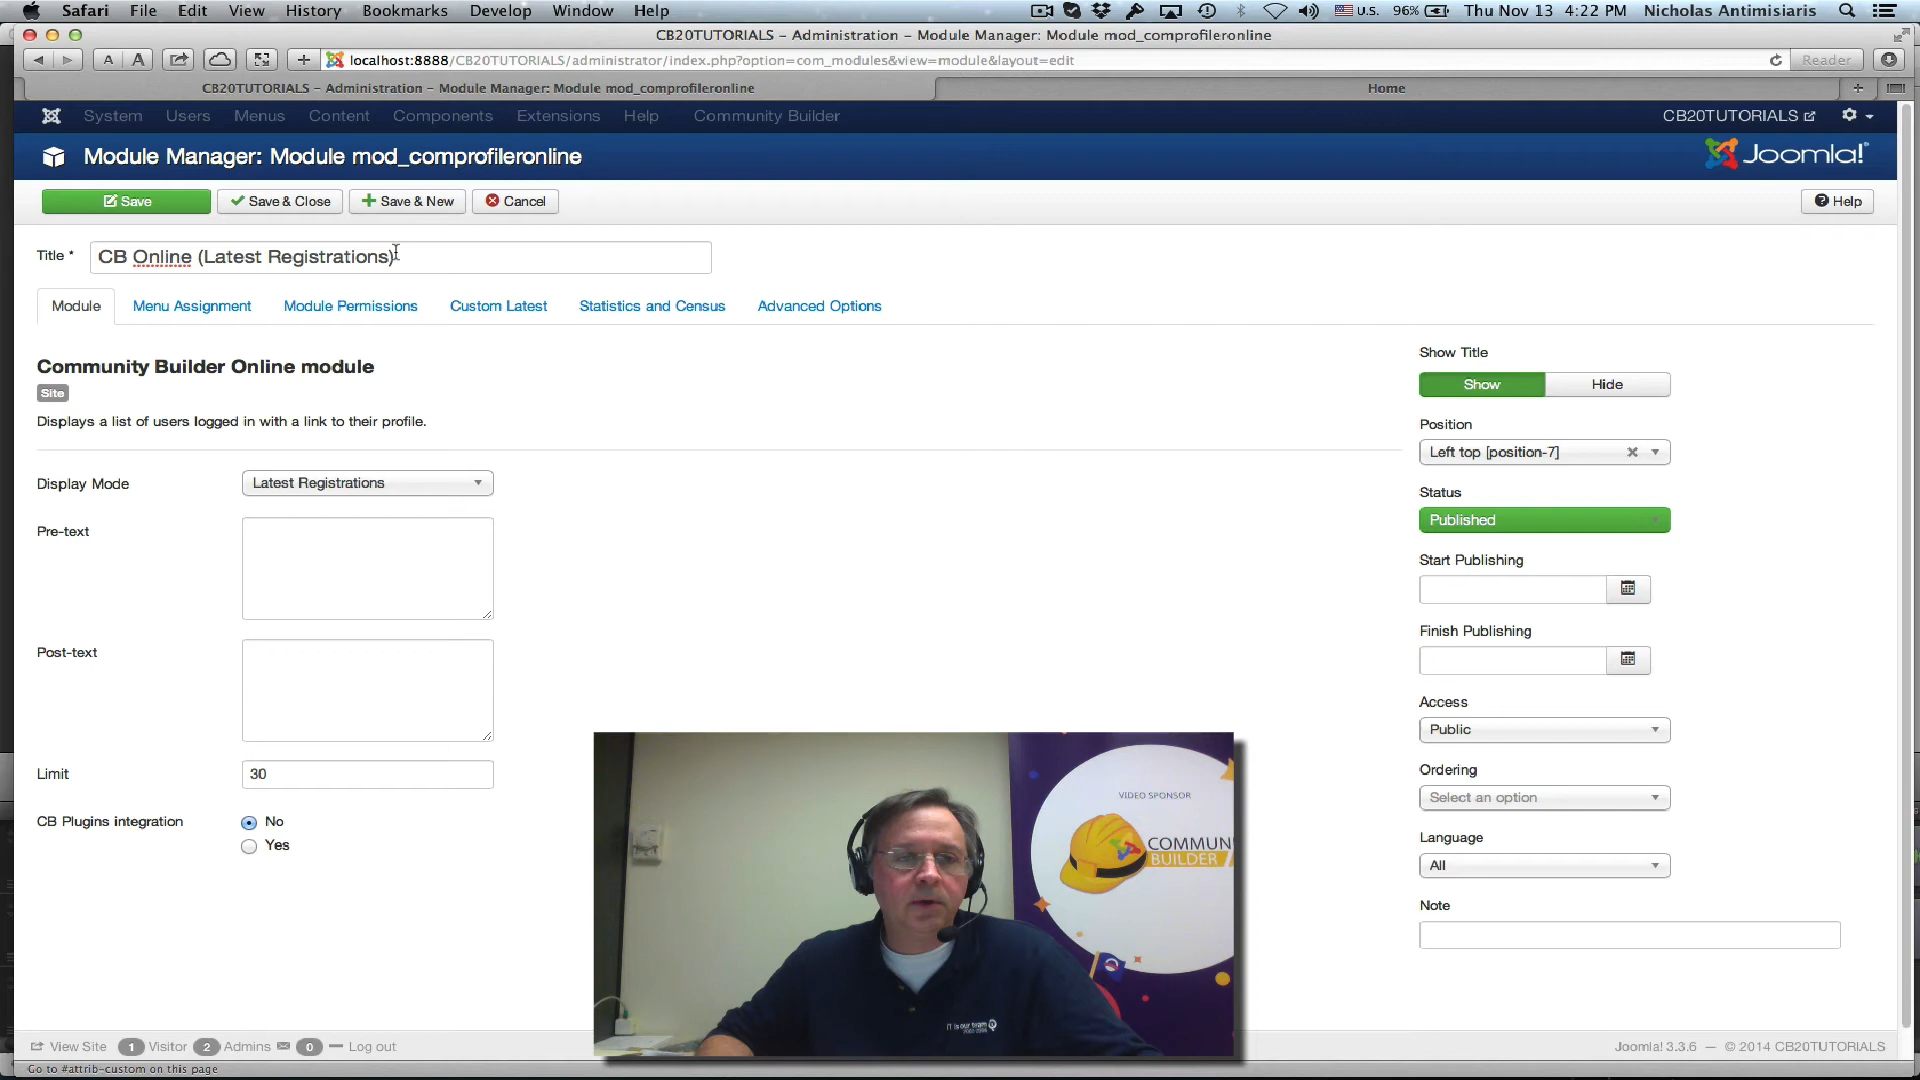 Safari File Edit View History Bookmarks Develop Window Help U.S. 96% Thu Nov 13 4:22 PM Nicholas Antimisiaris
CB20TUTORIALS – Administration – Module Manager: Module mod_comprofileronline
A A + localhost:8888/CB20TUTORIALS/administrator/index.php?option=com_modules&view=module&layout=edit Reader
CB20TUTORIALS – Administration – Module Manager: Module mod_comprofileronline Home +
System Users Menus Content Components Extensions Help Community Builder CB20TUTORIALS
Module Manager: Module mod_comprofileronline Joomla!®
Save Save & Close Save & New Cancel Help
Title * CB Online (Latest Registrations)
Module Menu Assignment Module Permissions Custom Latest Statistics and Census Advanced Options
Community Builder Online module
Site
Displays a list of users logged in with a link to their profile.
Display Mode Latest Registrations
Pre-text
Post-text
Limit 30
CB Plugins integration No
Yes
Show Title
Show Hide
Position
Left top [position-7]
Status
Published
Start Publishing
Finish Publishing
Access
Public
Ordering
Select an option
Language
All
Note
VIDEO SPONSOR
COMMUN
BUILDER
IT is our team
View Site 1 Visitor 2 Admins 0 Log out Joomla! 3.3.6 — © 2014 CB20TUTORIALS
Go to #attrib-custom on this page